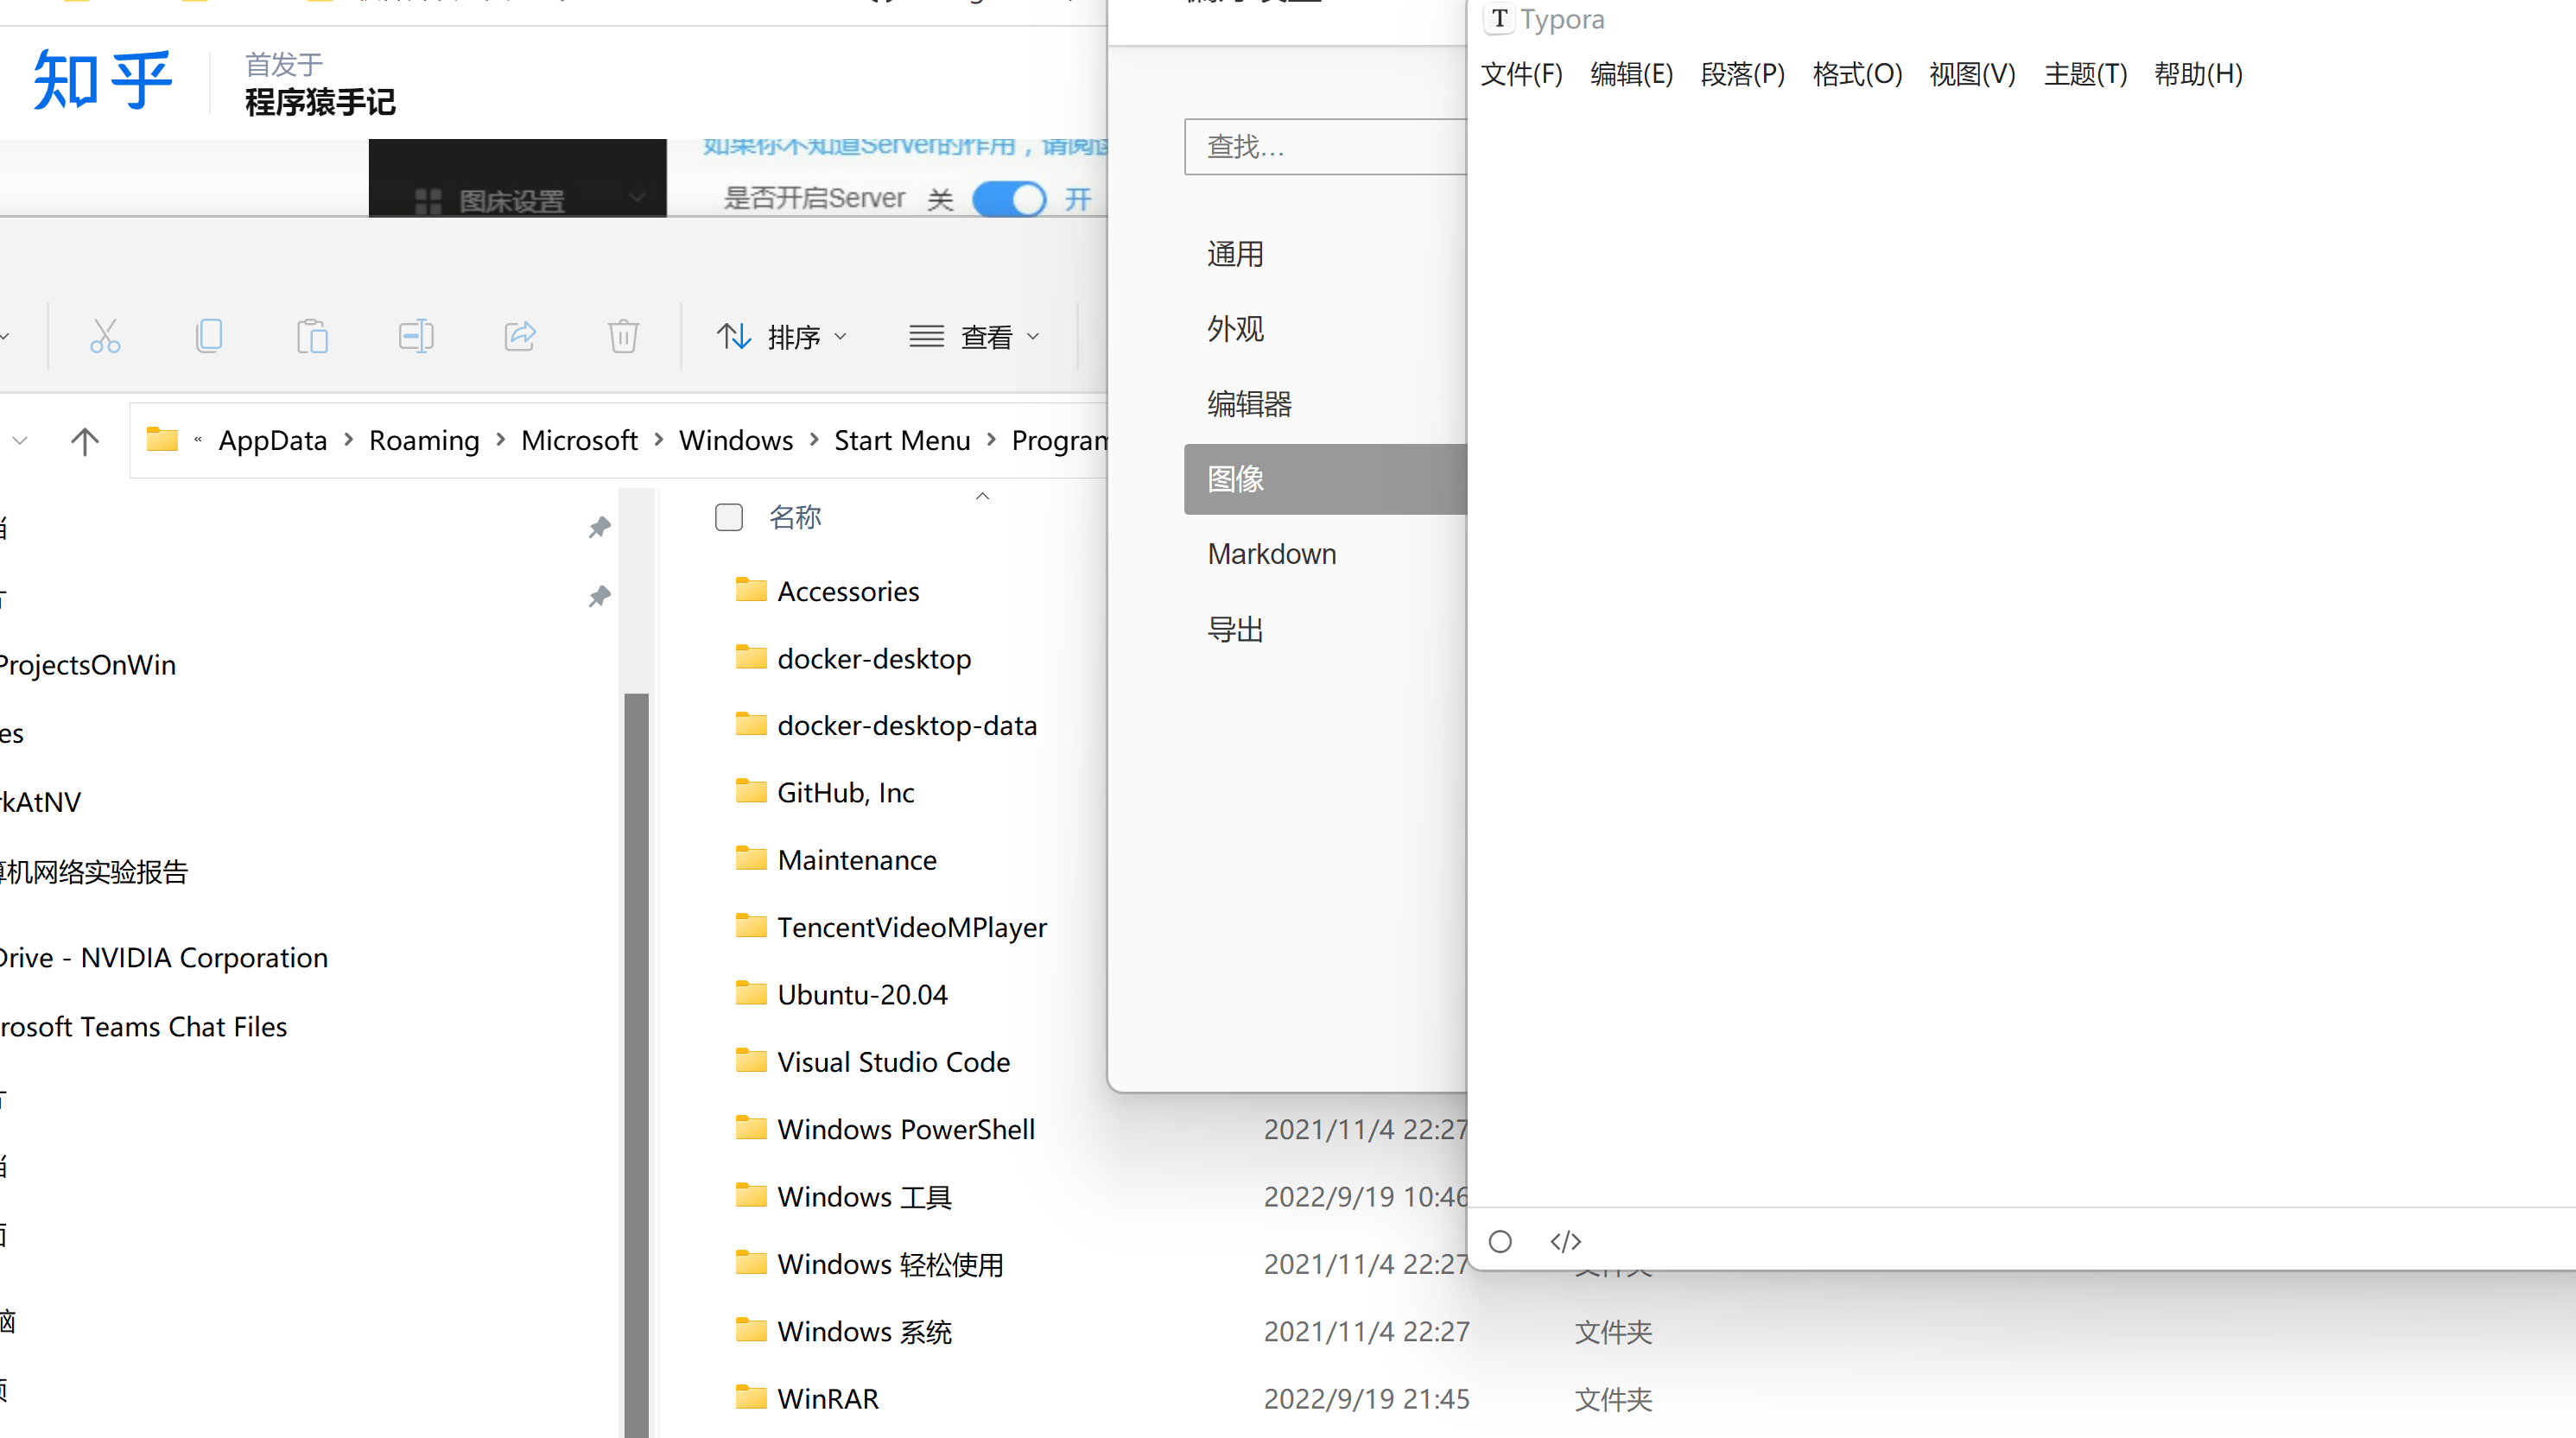 知乎
首发于
程序猿手记
图床设置
如果你不知道Server的作用，请阅读
是否开启Server 关 开
排序
查看
« AppData > Roaming > Microsoft > Windows > Start Menu > Program
ProjectsOnWin
es
rkAtNV
机网络实验报告
Drive - NVIDIA Corporation
rosoft Teams Chat Files
名称
Accessories
docker-desktop
docker-desktop-data
GitHub, Inc
Maintenance
TencentVideoMPlayer
Ubuntu-20.04
Visual Studio Code
Windows PowerShell 2021/11/4 22:27
Windows 工具 2022/9/19 10:46
Windows 轻松使用 2021/11/4 22:27 文件夹
Windows 系统 2021/11/4 22:27 文件夹
WinRAR 2022/9/19 21:45 文件夹
查找…
通用
外观
编辑器
图像
Markdown
导出
T Typora
文件(F) 编辑(E) 段落(P) 格式(O) 视图(V) 主题(T) 帮助(H)
</>